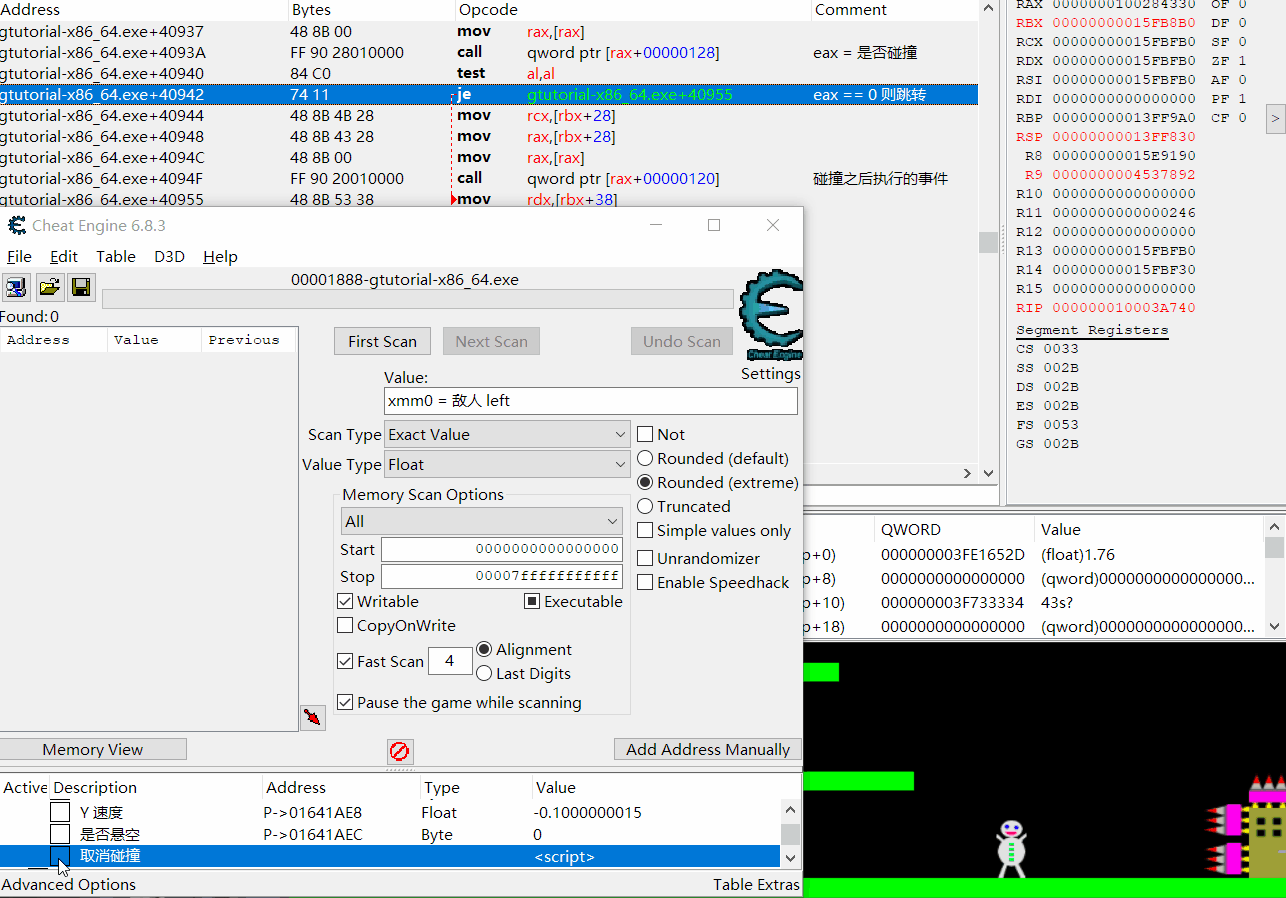 Address Bytes Opcode Comment
gtutorial-x86_64.exe+40937 48 8B 00 mov rax,[rax]
gtutorial-x86_64.exe+4093A FF 90 28010000 call qword ptr [rax+00000128] eax = 是否碰撞
gtutorial-x86_64.exe+40940 84 C0 test al,al
gtutorial-x86_64.exe+40942 74 11 je gtutorial-x86_64.exe+40955 eax == 0 则跳转
gtutorial-x86_64.exe+40944 48 8B 4B 28 mov rcx,[rbx+28]
gtutorial-x86_64.exe+40948 48 8B 43 28 mov rax,[rbx+28]
gtutorial-x86_64.exe+4094C 48 8B 00 mov rax,[rax]
gtutorial-x86_64.exe+4094F FF 90 20010000 call qword ptr [rax+00000120] 碰撞之后执行的事件
gtutorial-x86_64.exe+40955 48 8B 53 38 mov rdx,[rbx+38]
RAX 0000000100284330 OF 0
RBX 00000000015FB8B0 DF 0
RCX 00000000015FBFB0 SF 0
RDX 00000000015FBFB0 ZF 1
RSI 00000000015FBFB0 AF 0
RDI 0000000000000000 PF 1
RBP 00000000013FF9A0 CF 0
RSP 00000000013FF830
R8 00000000015E9190
R9 0000000004537892
R10 0000000000000000
R11 0000000000000246
R12 0000000000000000
R13 00000000015FBFB0
R14 00000000015FBF30
R15 0000000000000000
RIP 000000010003A740
Segment Registers
CS 0033
SS 002B
DS 002B
ES 002B
FS 0053
GS 002B
>
Cheat Engine 6.8.3
File Edit Table D3D Help
00001888-gtutorial-x86_64.exe
Found:0
Address Value Previous
First Scan Next Scan Undo Scan
Cheat Engine
Settings
Value:
xmm0 = 敌人 left
Scan Type Exact Value
Value Type Float
Not
Rounded (default)
Rounded (extreme)
Truncated
Simple values only
Unrandomizer
Enable Speedhack
Memory Scan Options
All
Start 0000000000000000
Stop 00007fffffffffff
Writable Executable
CopyOnWrite
Fast Scan 4 Alignment
Last Digits
Pause the game while scanning
Memory View Add Address Manually
Active Description Address Type Value
Y 速度 P->01641AE8 Float -0.1000000015
是否悬空 P->01641AEC Byte 0
取消碰撞 <script>
Advanced Options Table Extras
QWORD Value
p+0) 000000003FE1652D (float)1.76
p+8) 0000000000000000 (qword)0000000000000000...
p+10) 000000003F733334 43s?
p+18) 0000000000000000 (qword)0000000000000000...